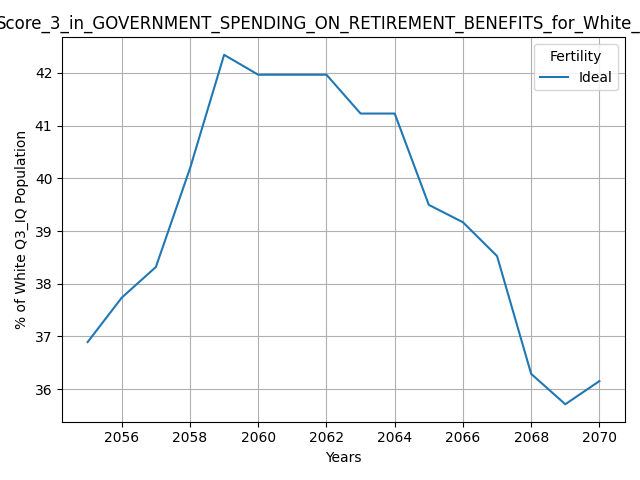 Score_3_in_GOVERNMENT_SPENDING_ON_RETIREMENT_BENEFITS_for_White_
Fertility
Ideal
% of White Q3_IQ Population
42
41
40
39
38
37
36
2056 2058 2060 2062 2064 2066 2068 2070
Years